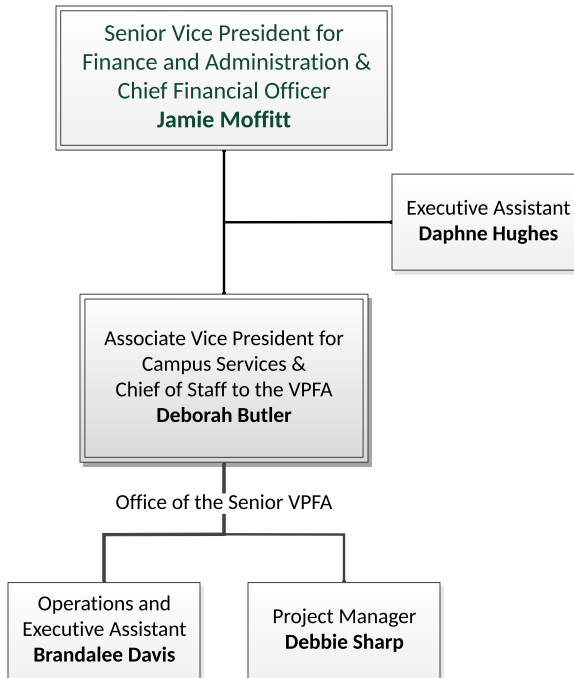 Senior Vice President for
Finance and Administration &
Chief Financial Officer
Jamie Moffitt
Executive Assistant
Daphne Hughes
Associate Vice President for
Campus Services &
Chief of Staff to the VPFA
Deborah Butler
Office of the Senior VPFA
Operations and
Executive Assistant
Brandalee Davis
Project Manager
Debbie Sharp